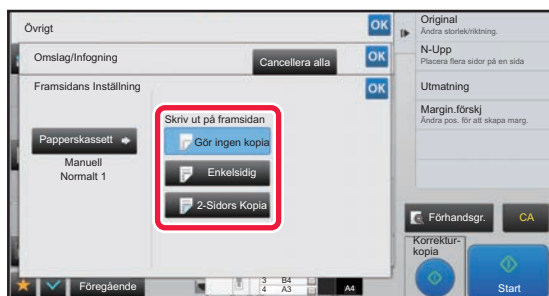 Övrigt
OK
Omslag/Infogning
Cancellera alla
OK
Framsidans Inställning
OK
Skriv ut på framsidan
Papperskassett
Manuell
Normalt 1
Gör ingen kopia
Enkelsidig
2-Sidors Kopia
Föregående
3 B4
4 A3
A4
Original
Ändra storlek/riktning.
N-Upp
Placera flera sidor på en sida
Utmatning
Margin.förskj
Ändra pos. för att skapa marg.
Förhandsgr.
CA
Korrektur-
kopia
Start